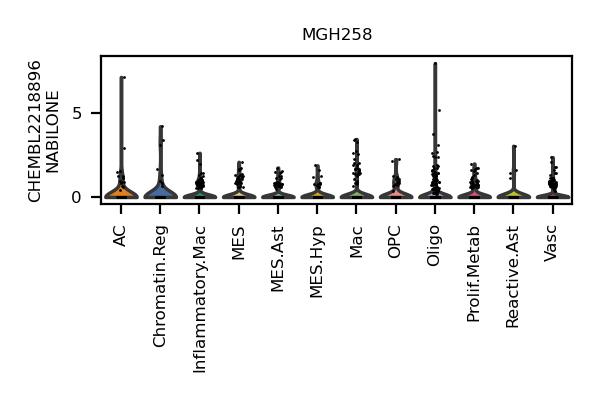 MGH258
CHEMBL2218896
NABILONE
5
0
AC
Chromatin.Reg
Inflammatory.Mac
MES
MES.Ast
MES.Hyp
Mac
OPC
Oligo
Prolif.Metab
Reactive.Ast
Vasc